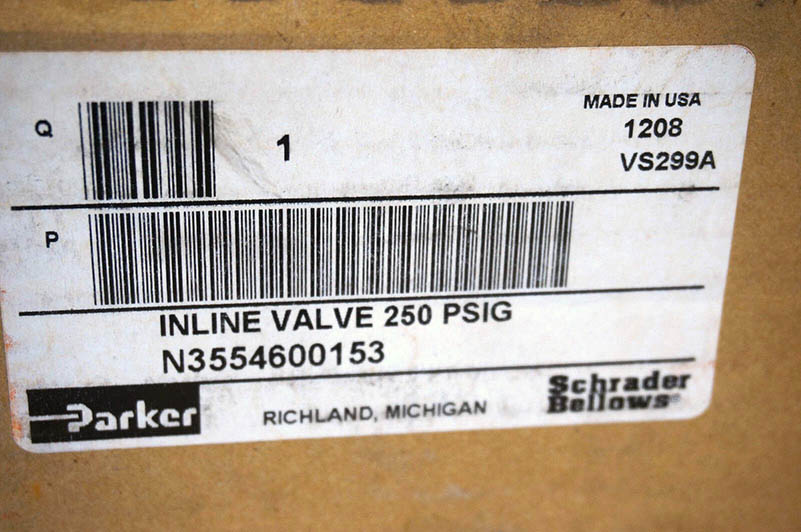 MADE IN USA
Q 1 1208
VS299A
P
INLINE VALVE 250 PSIG
N3554600153
Parker RICHLAND, MICHIGAN Schrader
Bellows®